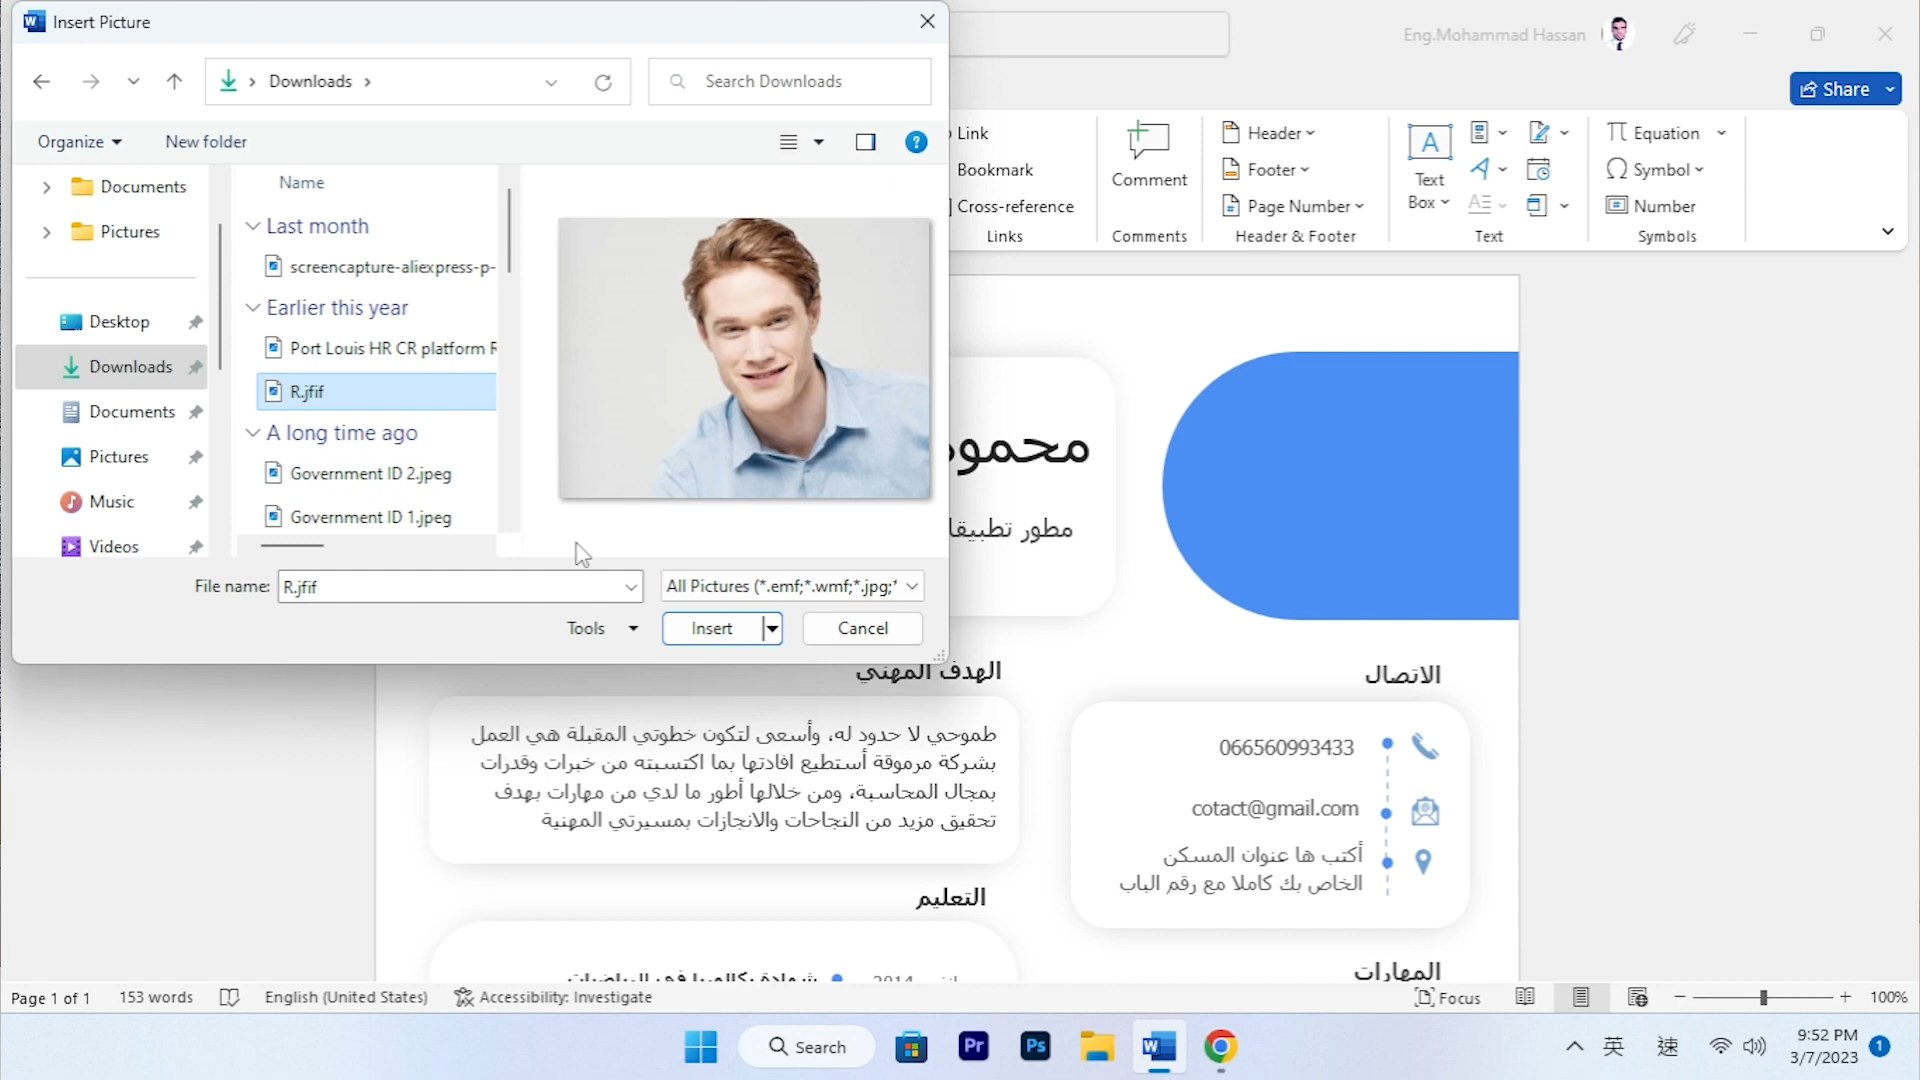 Insert Picture
Downloads
Search Downloads
Organize
New folder
Documents
Pictures
Desktop
Downloads
Documents
Pictures
Music
Videos
Name
Last month
screencapture-aliexpress-p-
Earlier this year
Port Louis HR CR platform
R.jfif
A long time ago
Government ID 2.jpeg
Government ID 1.jpeg
File name:
R.jfif
All Pictures (*.emf;*.wmf;*.jpg;*
Tools
Insert
Cancel
Eng.Mohammad Hassan
Share
Link
Bookmark
Cross-reference
Links
Comment
Comments
Header
Footer
Page Number
Header & Footer
Text
Box
Text
Equation
Symbol
Number
Symbols
مطور
الهدف المهني
طموحي لا حدود له، وأسعى لتكون خطوتي المقبلة هي العمل
بشركة مرموقة أستطيع افادتها بما اكتسبته من خبرات وقدرات
بمجال المحاسبة، ومن خلالها أطور ما لدي من مهارات بهدف
تحقيق مزيد من النجاحات والانجازات بمسيرتي المهنية
التعليم
الاتصال
066560993433
cotact@gmail.com
أكتب ها عنوان المسكن
الخاص بك كاملا مع رقم الباب
المهارات
Page 1 of 1
153 words
English (United States)
Accessibility: Investigate
Focus
100%
Search
Pr
Ps
英
速
9:52 PM
3/7/2023
1